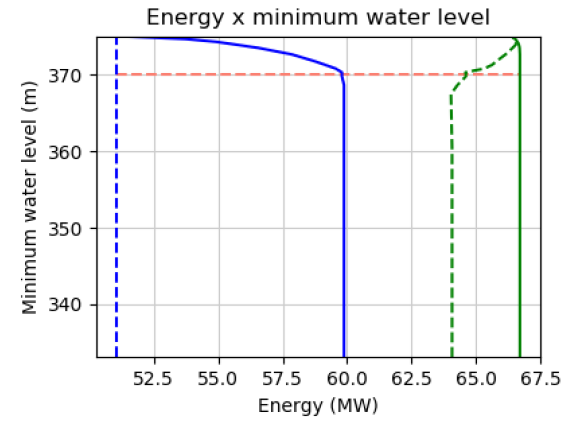 Energy x minimum water level
Minimum water level (m)
370
360
350
340
52.5 55.0 57.5 60.0 62.5 65.0 67.5
Energy (MW)